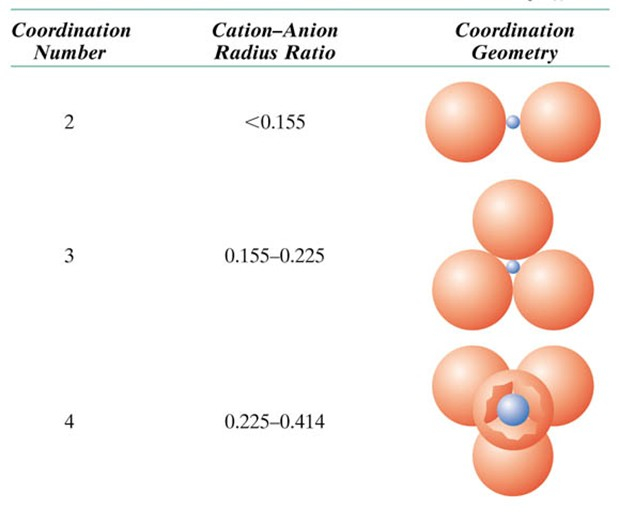 Coordination Number
Cation–Anion Radius Ratio
Coordination Geometry
2
<0.155
3
0.155–0.225
4
0.225–0.414